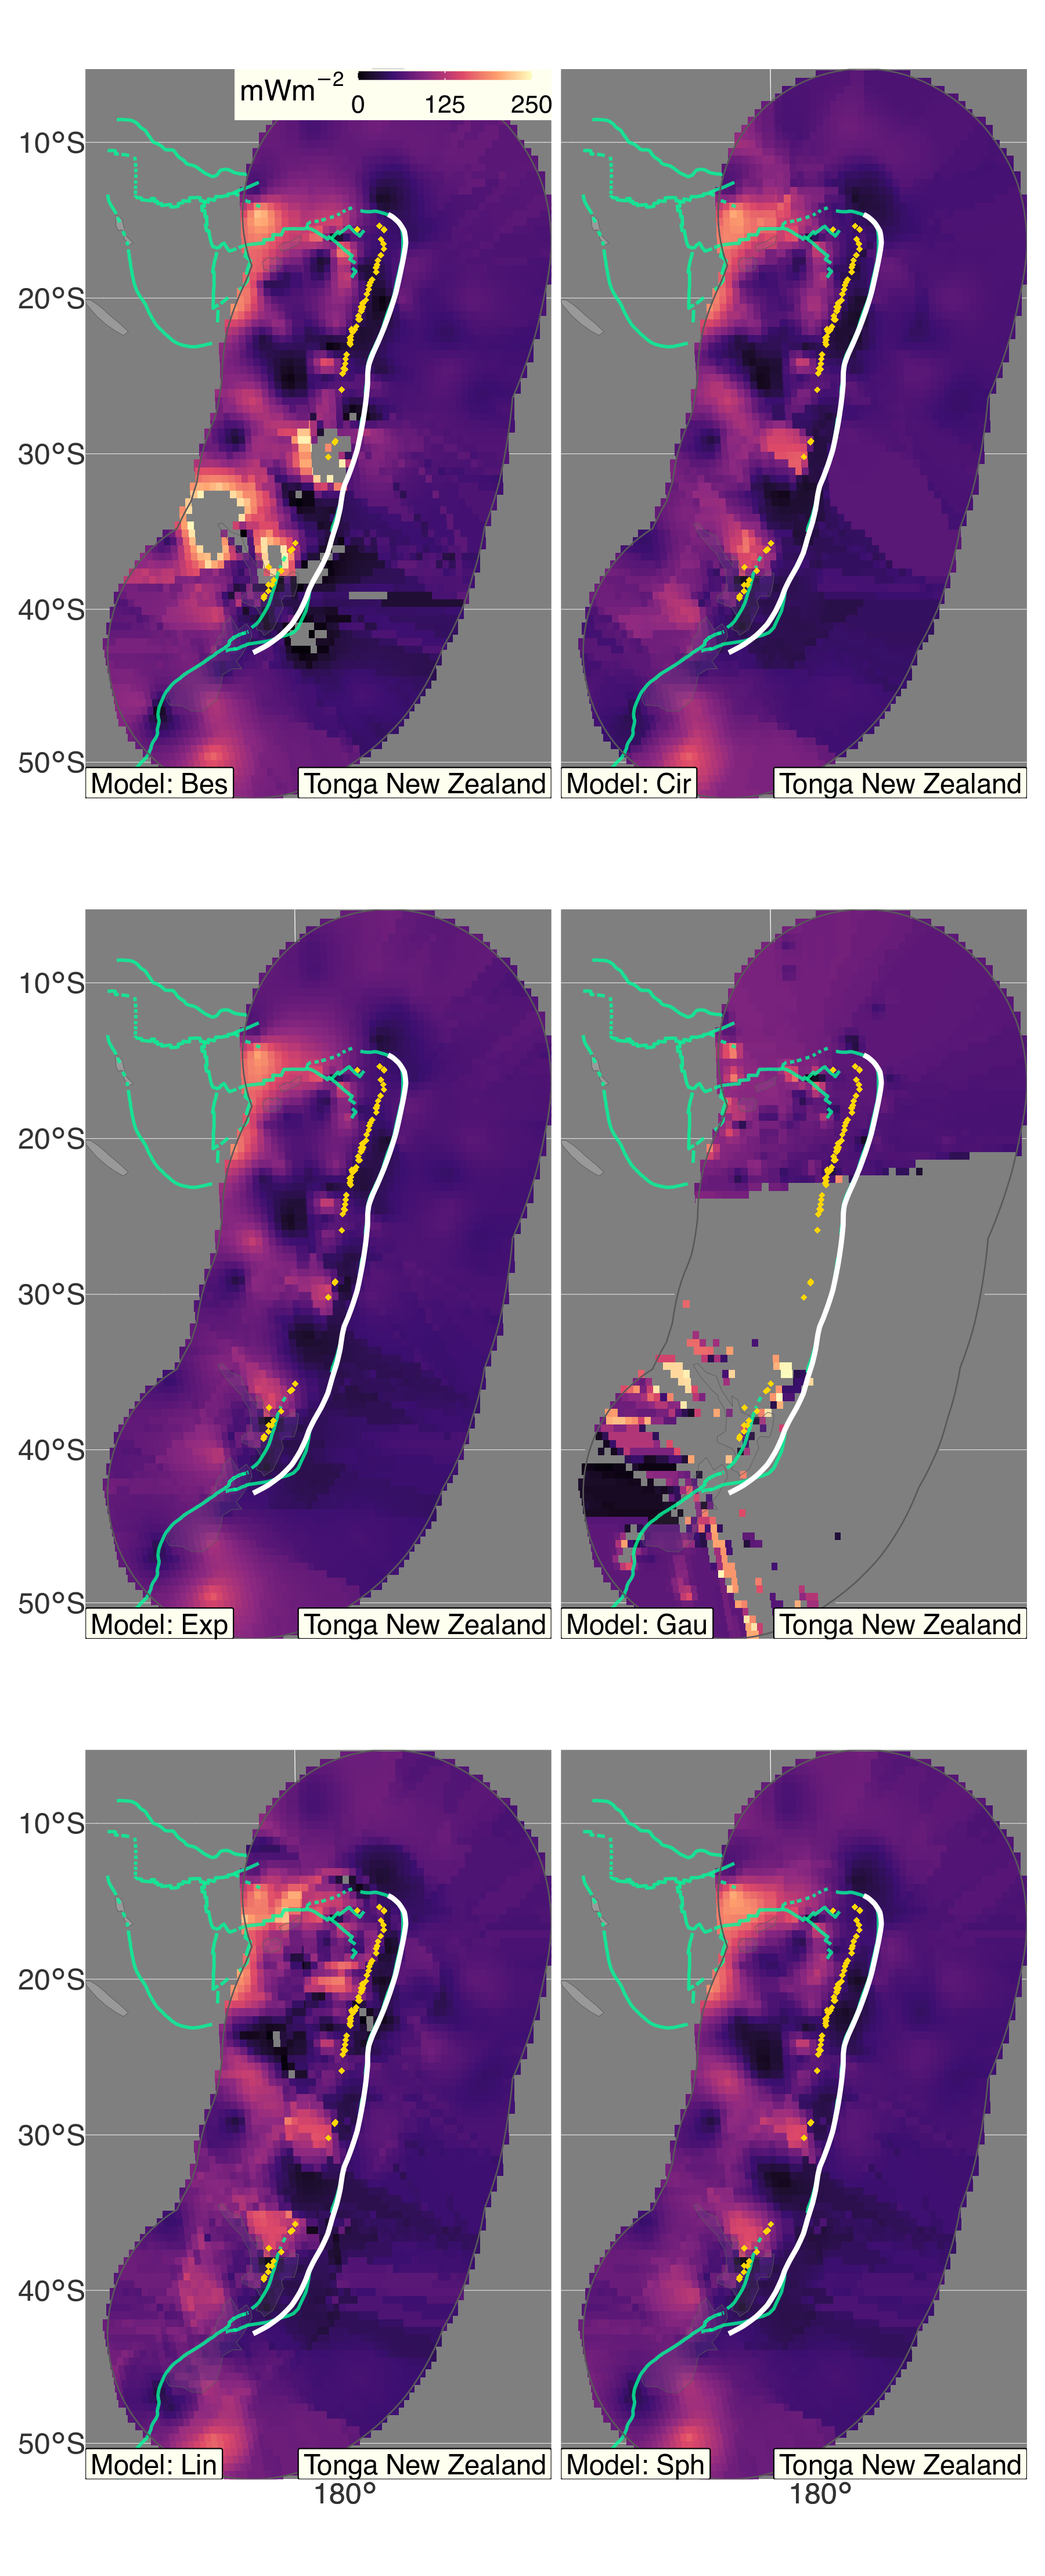 mWm−2
0 125 250
10°S
20°S
30°S
40°S
50°S
Model: Bes Tonga New Zealand
Model: Cir Tonga New Zealand
10°S
20°S
30°S
40°S
50°S
Model: Exp Tonga New Zealand
Model: Gau Tonga New Zealand
10°S
20°S
30°S
40°S
50°S
Model: Lin Tonga New Zealand
Model: Sph Tonga New Zealand
180° 180°